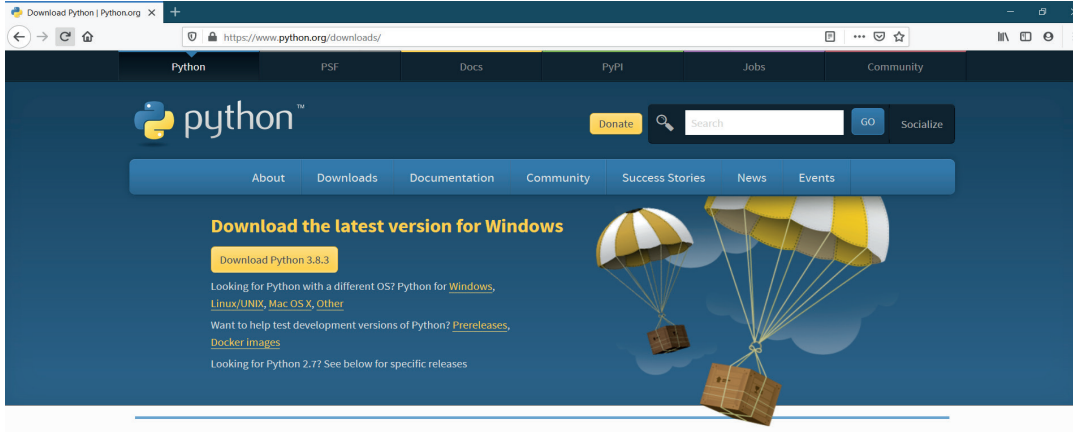 Download Python | Python.org
https://www.python.org/downloads/
Python PSF Docs PyPI Jobs Community
python™
Donate Search GO Socialize
About Downloads Documentation Community Success Stories News Events
Download the latest version for Windows
Download Python 3.8.3
Looking for Python with a different OS? Python for Windows,
Linux/UNIX, Mac OS X, Other
Want to help test development versions of Python? Prereleases,
Docker images
Looking for Python 2.7? See below for specific releases